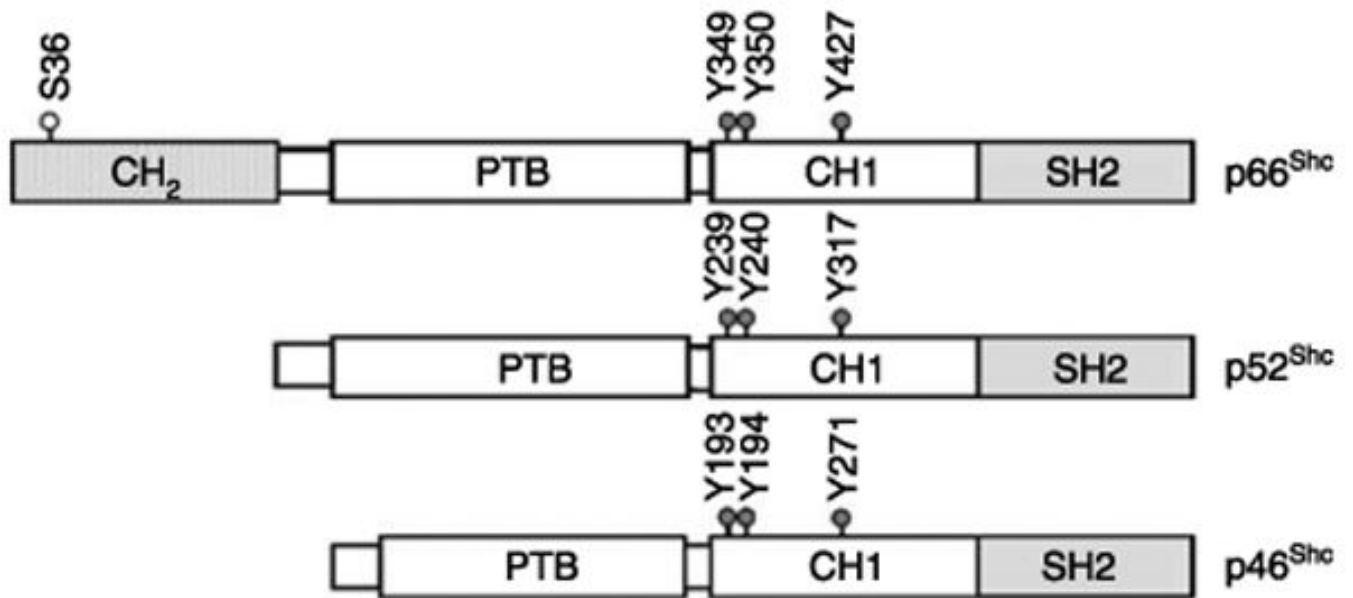 S36 Y349 Y350 Y427
CH₂ PTB CH1 SH2 p66ˢʰᶜ
Y239 Y240 Y317
PTB CH1 SH2 p52ˢʰᶜ
Y193 Y194 Y271
PTB CH1 SH2 p46ˢʰᶜ